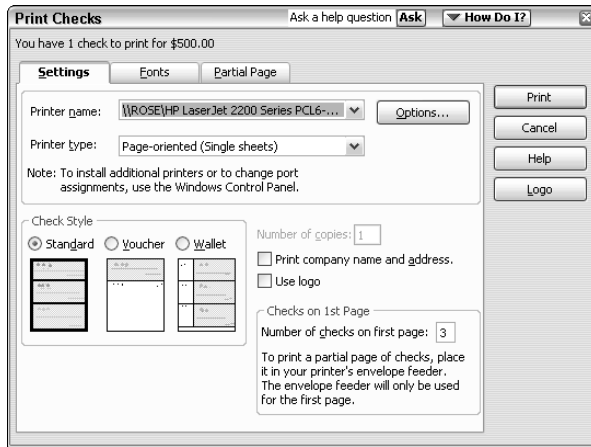 Print Checks
Ask a help question Ask
How Do I?
You have 1 check to print for $500.00
Settings
Fonts
Partial Page
Printer name: \\ROSE\HP LaserJet 2200 Series PCL6-...
Options...
Printer type: Page-oriented (Single sheets)
Note: To install additional printers or to change port
assignments, use the Windows Control Panel.
Print
Cancel
Help
Logo
Check Style
Standard
Voucher
Wallet
Number of copies: 1
Print company name and address.
Use logo
Checks on 1st Page
Number of checks on first page: 3
To print a partial page of checks, place
it in your printer's envelope feeder.
The envelope feeder will only be used
for the first page.